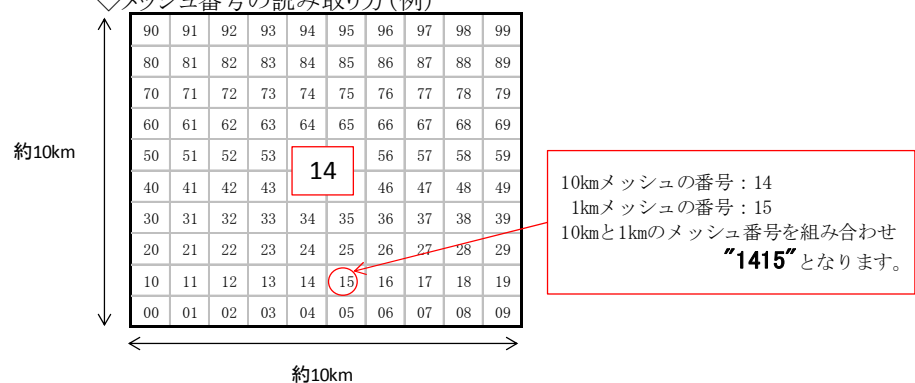 ◇メッシュ番号の読み取り方(例)
90 91 92 93 94 95 96 97 98 99
80 81 82 83 84 85 86 87 88 89
70 71 72 73 74 75 76 77 78 79
60 61 62 63 64 65 66 67 68 69
約10km
50 51 52 53 56 57 58 59
14
40 41 42 43 46 47 48 49
30 31 32 33 34 35 36 37 38 39
20 21 22 23 24 25 26 27 28 29
10 11 12 13 14 15 16 17 18 19
00 01 02 03 04 05 06 07 08 09
約10km
10kmメッシュの番号：14
1kmメッシュの番号：15
10kmと1kmのメッシュ番号を組み合わせ
"1415"となります。